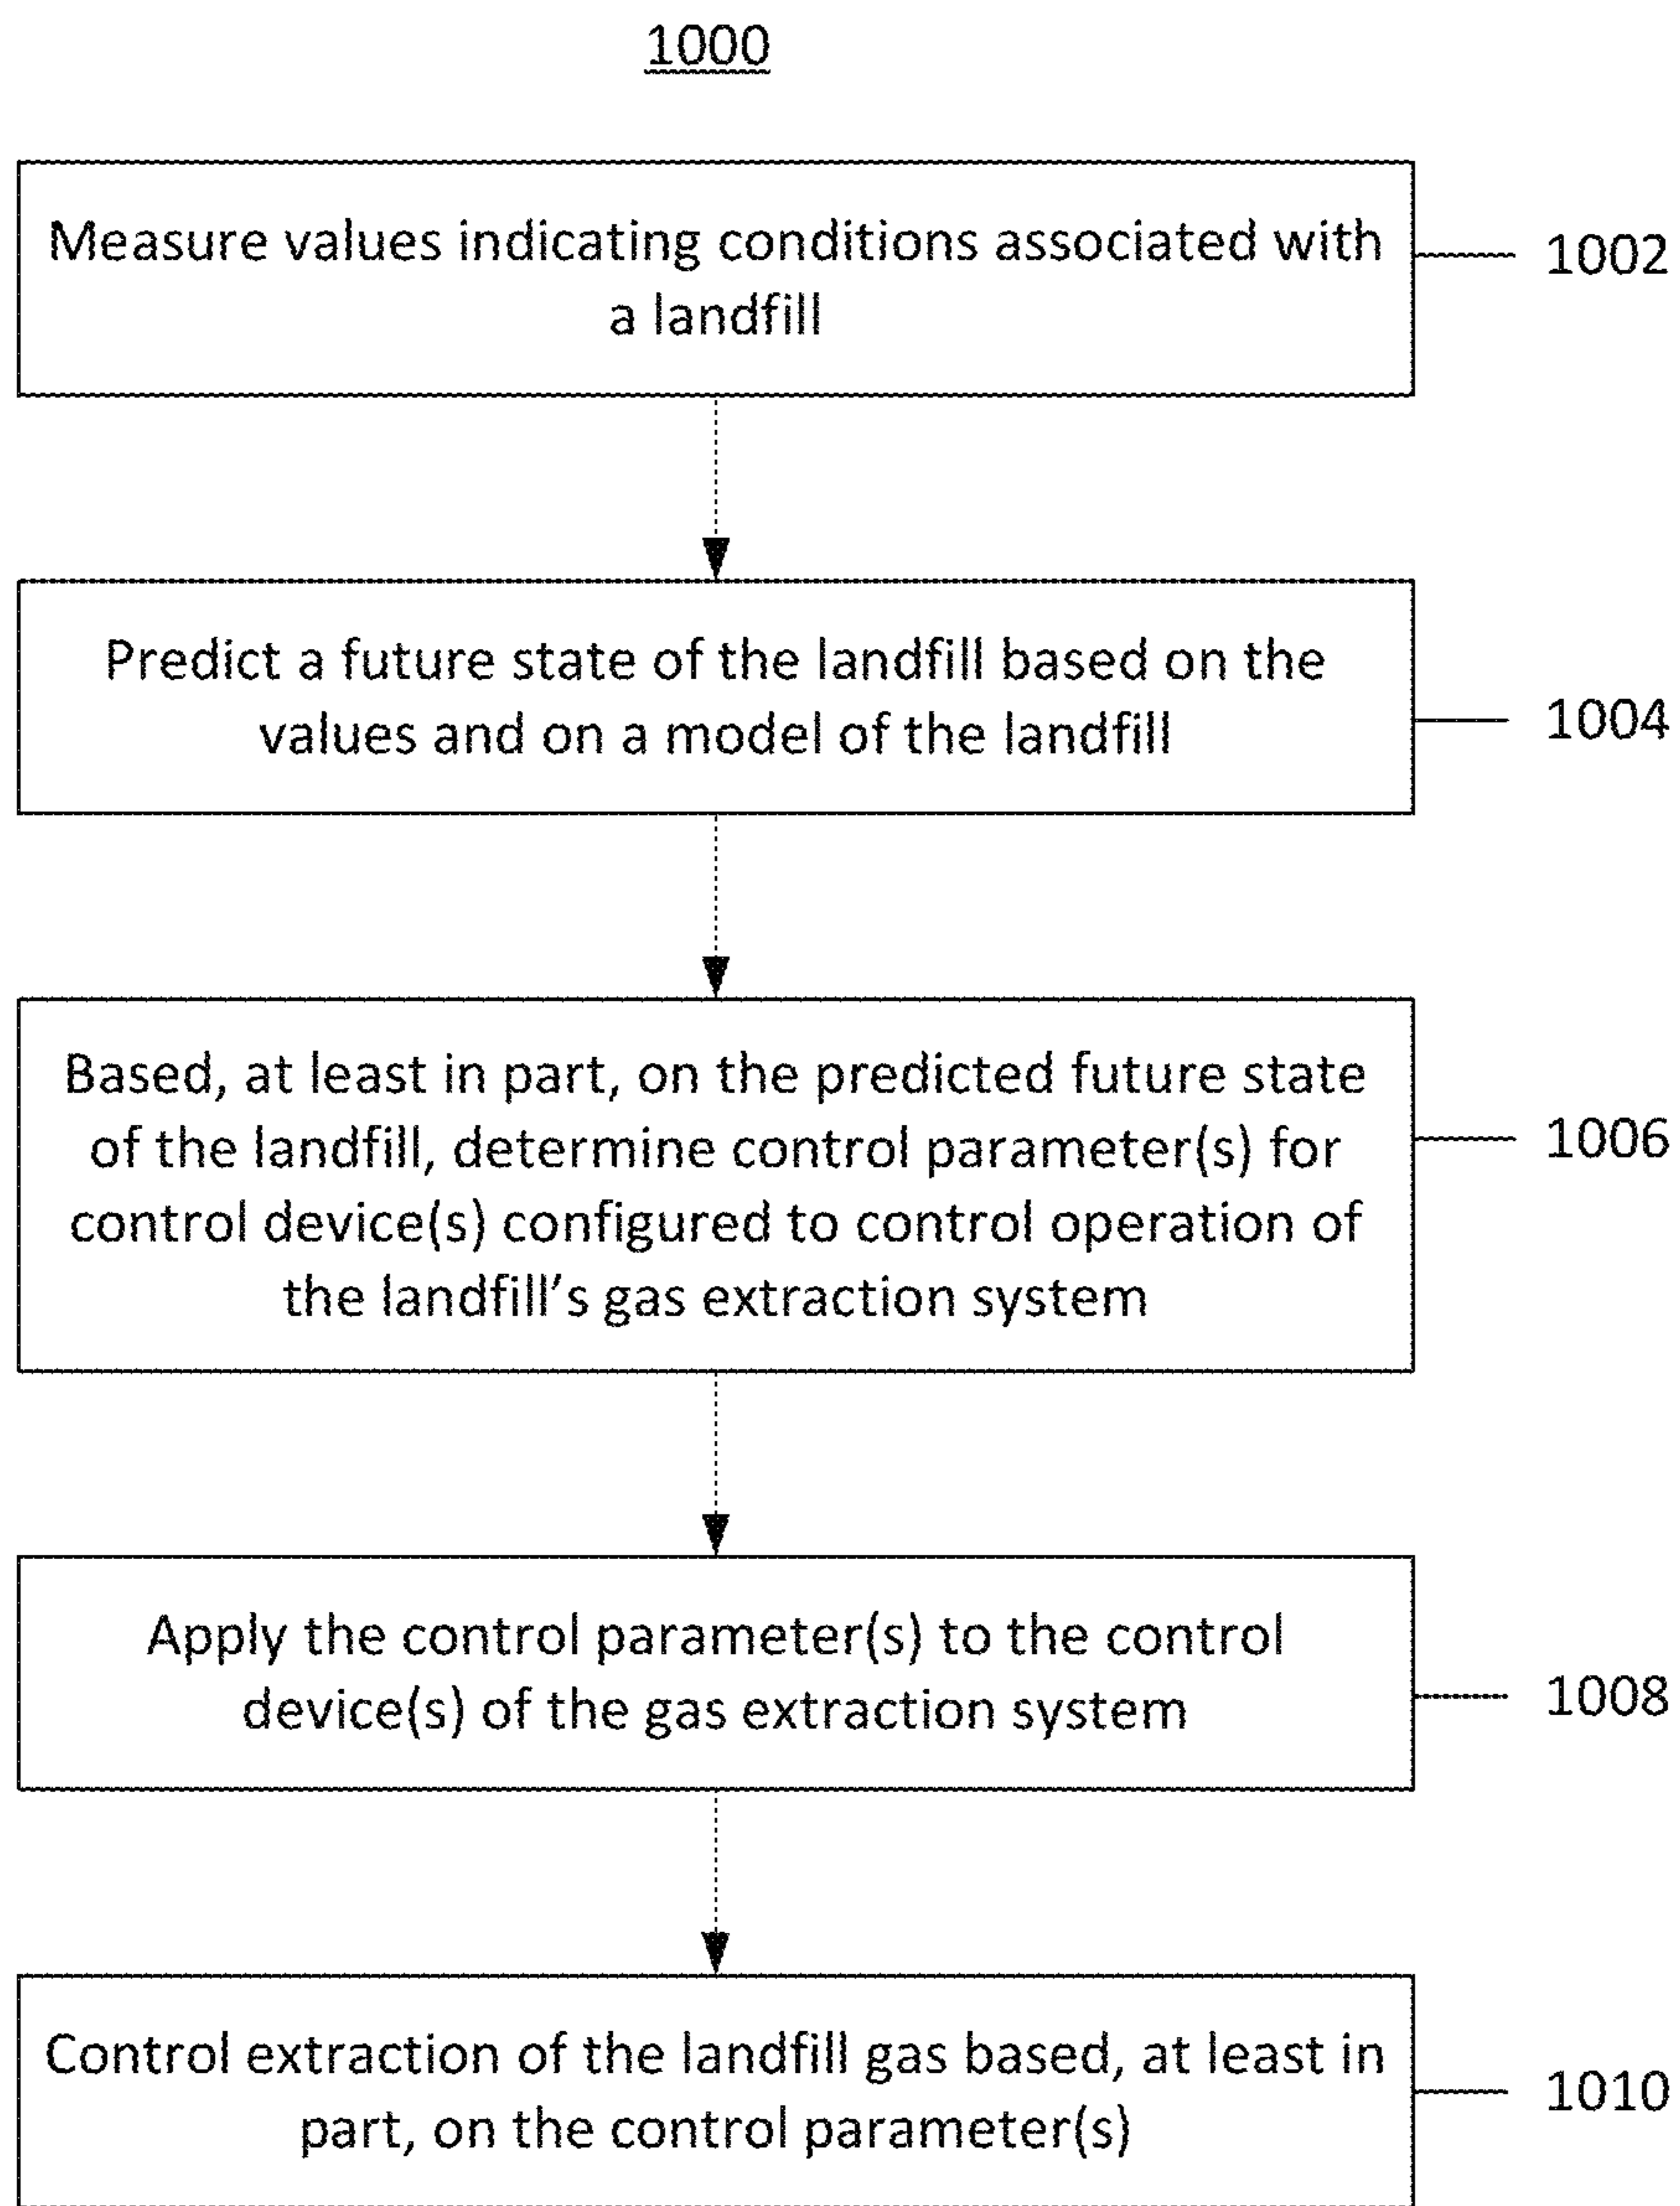 1000
Measure values indicating conditions associated with
a landfill
1002
Predict a future state of the landfill based on the
values and on a model of the landfill
1004
Based, at least in part, on the predicted future state
of the landfill, determine control parameter(s) for
control device(s) configured to control operation of
the landfill's gas extraction system
1006
Apply the control parameter(s) to the control
device(s) of the gas extraction system
1008
Control extraction of the landfill gas based, at least in
part, on the control parameter(s)
1010